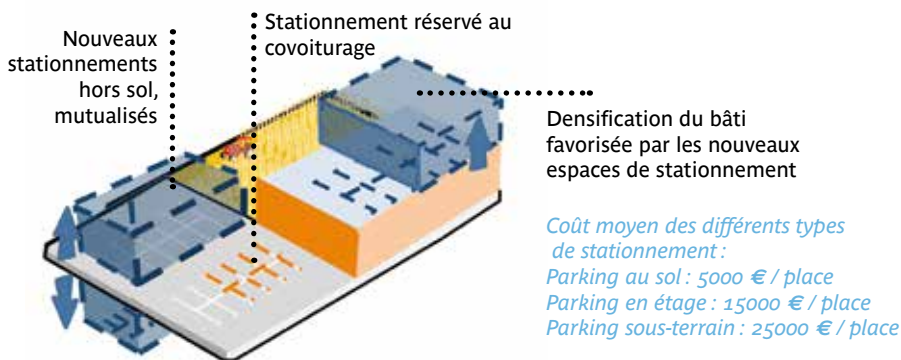 Nouveaux
stationnements
hors sol,
mutualisés
Stationnement réservé au
covoiturage
Densification du bâti
favorisée par les nouveaux
espaces de stationnement
Coût moyen des différents types
de stationnement :
Parking au sol : 5000 € / place
Parking en étage : 15000 € / place
Parking sous-terrain : 25000 € / place